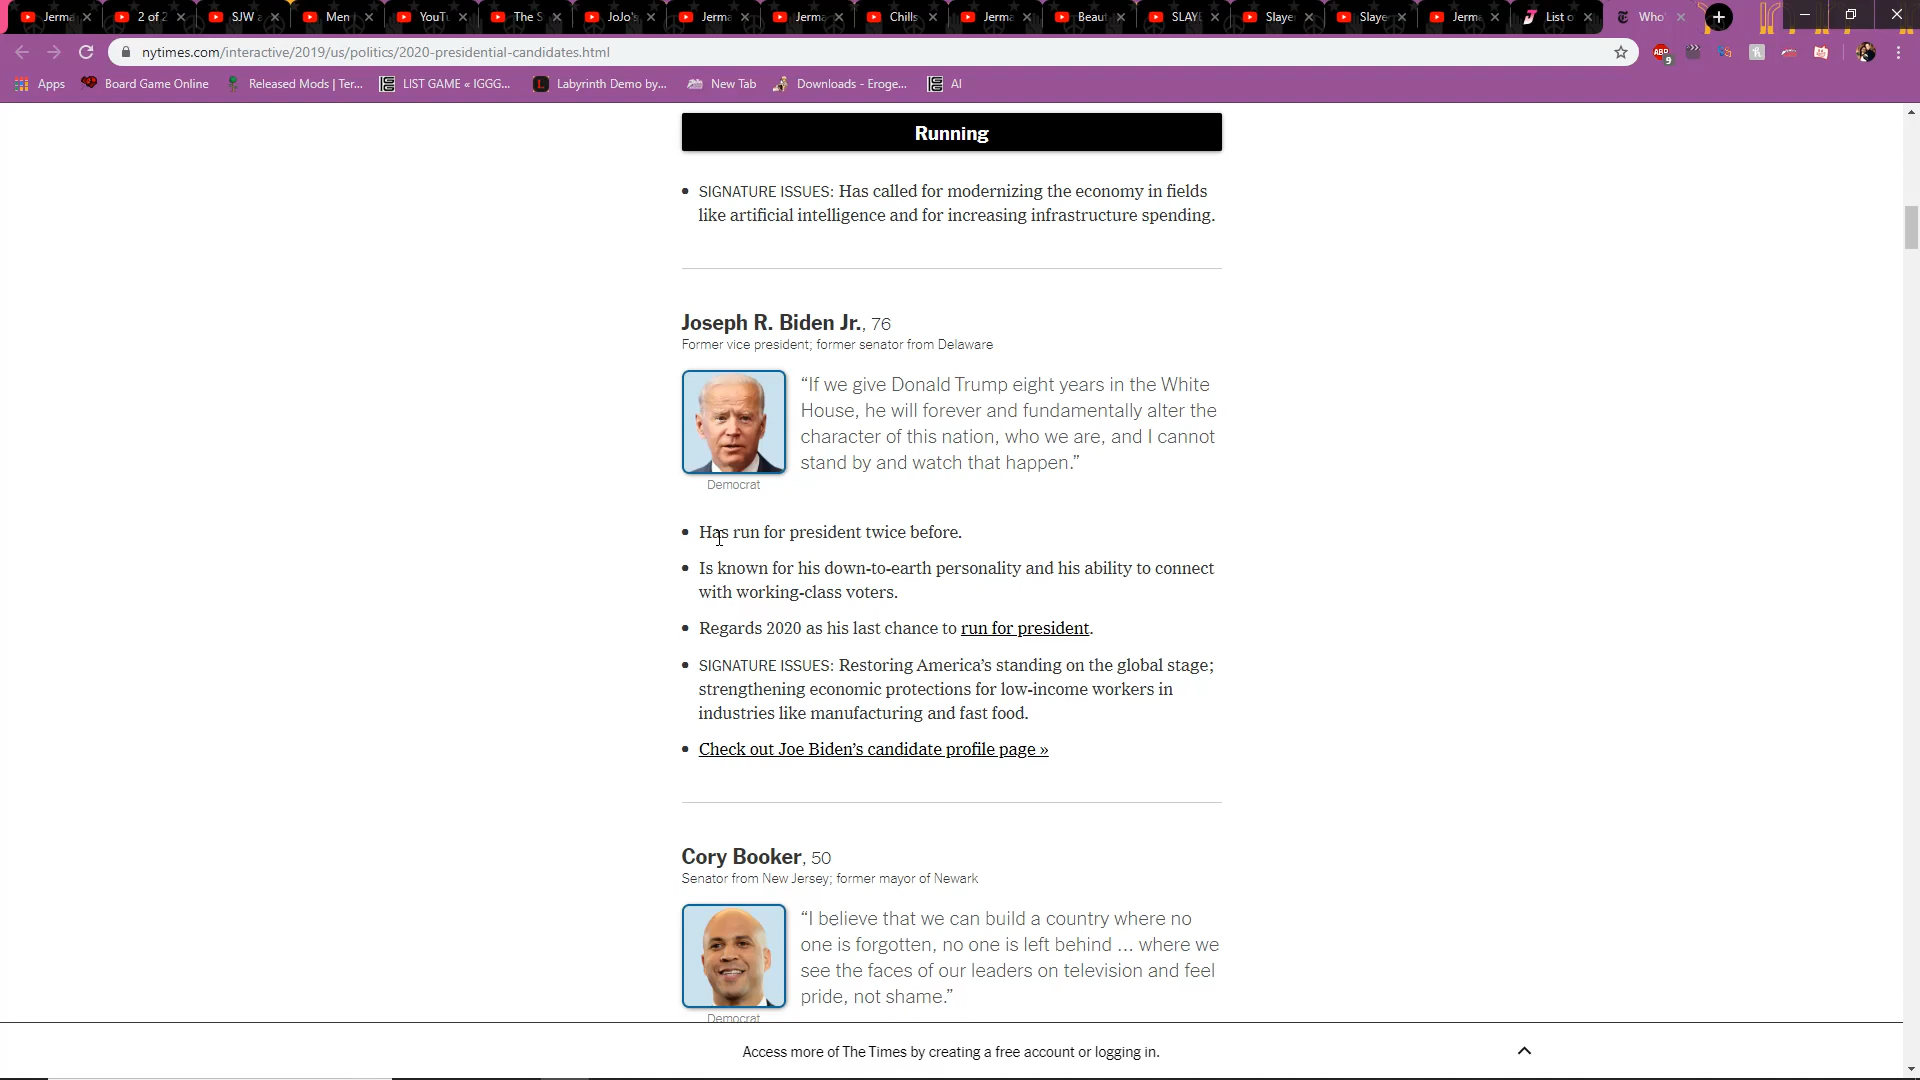 Jerma
2 of 2
SJW a
Men
YouTu
The S
JoJo's
Jerma
Jerma
Chills
Jerma
Beaut
SLAYE
Slaye
Slaye
Jerma
List o
Who'
nytimes.com/interactive/2019/us/politics/2020-presidential-candidates.html
ABP
9
Apps
Board Game Online
Released Mods | Ter...
LIST GAME « IGGG...
Labyrinth Demo by...
New Tab
Downloads - Eroge...
AI
Running
SIGNATURE ISSUES: Has called for modernizing the economy in fields
like artificial intelligence and for increasing infrastructure spending.
Joseph R. Biden Jr., 76
Former vice president; former senator from Delaware
“If we give Donald Trump eight years in the White
House, he will forever and fundamentally alter the
character of this nation, who we are, and I cannot
stand by and watch that happen.”
Democrat
Has run for president twice before.
Is known for his down-to-earth personality and his ability to connect
with working-class voters.
Regards 2020 as his last chance to run for president.
SIGNATURE ISSUES: Restoring America’s standing on the global stage;
strengthening economic protections for low-income workers in
industries like manufacturing and fast food.
Check out Joe Biden’s candidate profile page »
Cory Booker, 50
Senator from New Jersey; former mayor of Newark
“I believe that we can build a country where no
one is forgotten, no one is left behind ... where we
see the faces of our leaders on television and feel
pride, not shame.”
Democrat
Access more of The Times by creating a free account or logging in.